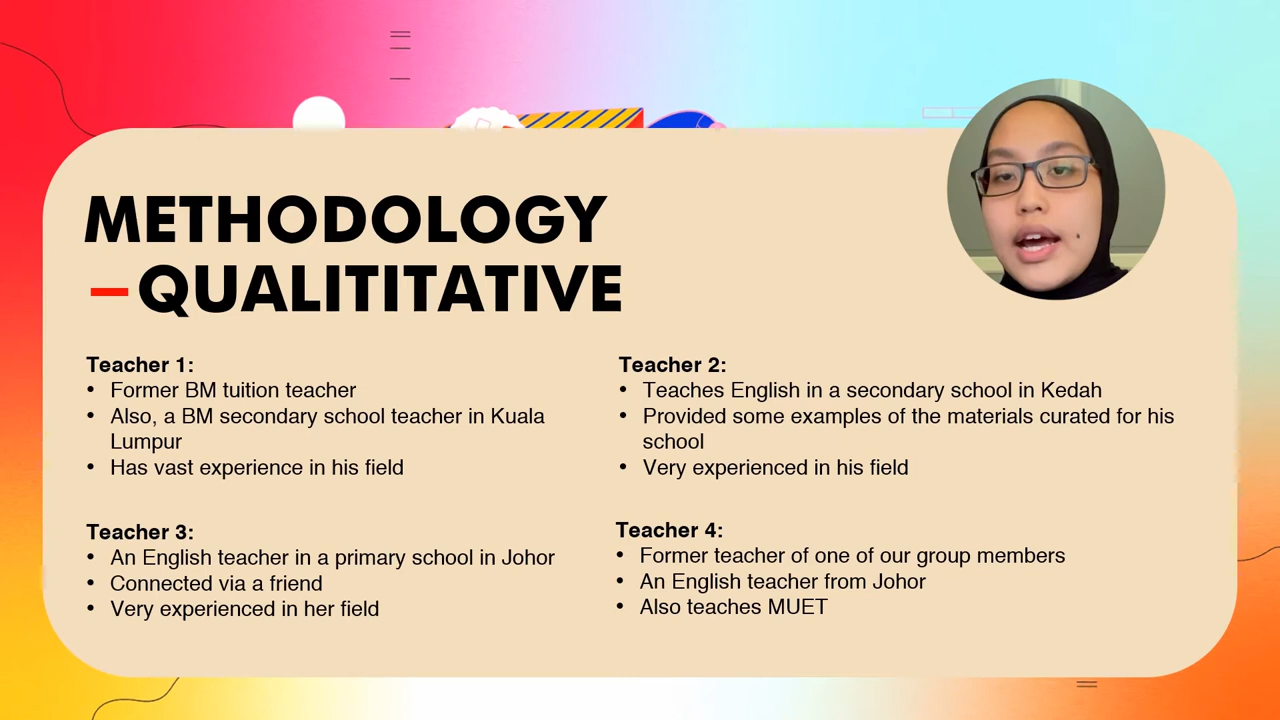 METHODOLOGY
–QUALITITATIVE
Teacher 1:
• Former BM tuition teacher
• Also, a BM secondary school teacher in Kuala
Lumpur
• Has vast experience in his field
Teacher 2:
• Teaches English in a secondary school in Kedah
• Provided some examples of the materials curated for his
school
• Very experienced in his field
Teacher 3:
• An English teacher in a primary school in Johor
• Connected via a friend
• Very experienced in her field
Teacher 4:
• Former teacher of one of our group members
• An English teacher from Johor
• Also teaches MUET